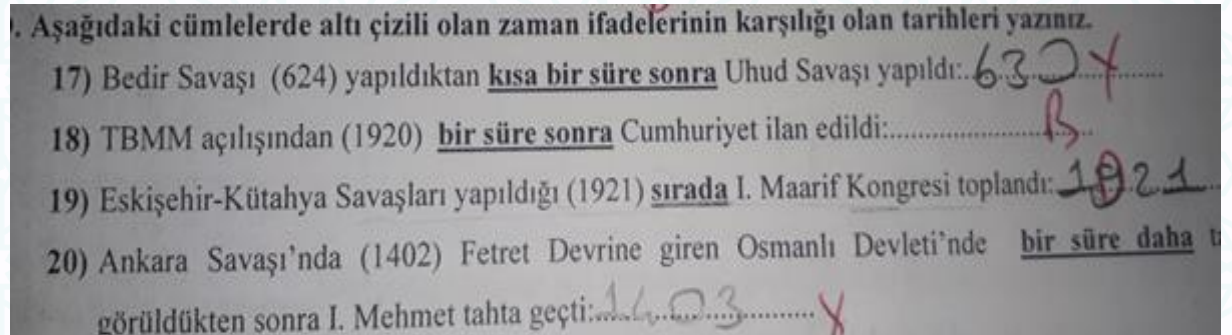 . Aşağıdaki cümlelerde altı çizili olan zaman ifadelerinin karşılığı olan tarihleri yazınız.
17) Bedir Savaşı (624) yapıldıktan kısa bir süre sonra Uhud Savaşı yapıldı:..630 Y........
18) TBMM açılışından (1920) bir süre sonra Cumhuriyet ilan edildi:......................B...
19) Eskişehir-Kütahya Savaşları yapıldığı (1921) sırada I. Maarif Kongresi toplandı: 1921..
20) Ankara Savaşı’nda (1402) Fetret Devrine giren Osmanlı Devleti’nde bir süre daha
görüldükten sonra I. Mehmet tahta geçti:...1403............ Y